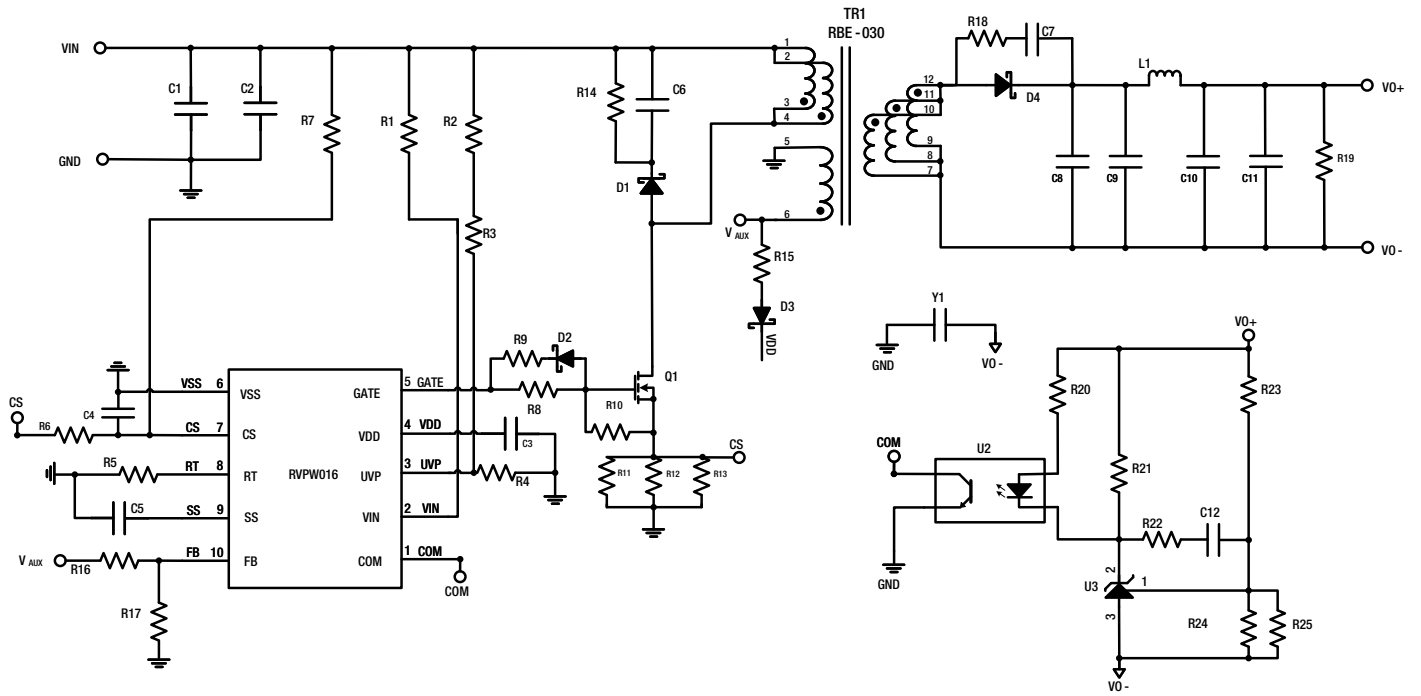 TR1
RBE-030
VIN
GND
C1
C2
R7
R1
R2
R3
R14
C6
D1
1
2
3
4
5
6
V AUX
R15
D3
VDD
12
11
10
9
8
7
R18
C7
D4
L1
C8
C9
C10
C11
R19
VO+
VO-
CS
R6
C4
R5
C5
V AUX
R16
R17
VSS 6
CS 7
RT 8
SS 9
FB 10
VSS
CS
RT
SS
FB
RVPW016
GATE
VDD
UVP
VIN
COM
5 GATE
4 VDD
3 UVP
2 VIN
1 COM
COM
R9
D2
R8
R10
Q1
C3
R4
R11
R12
R13
CS
Y1
GND
VO-
COM
U2
GND
VO+
R20
R21
R23
R22
C12
U3
2
1
3
R24
R25
VO-